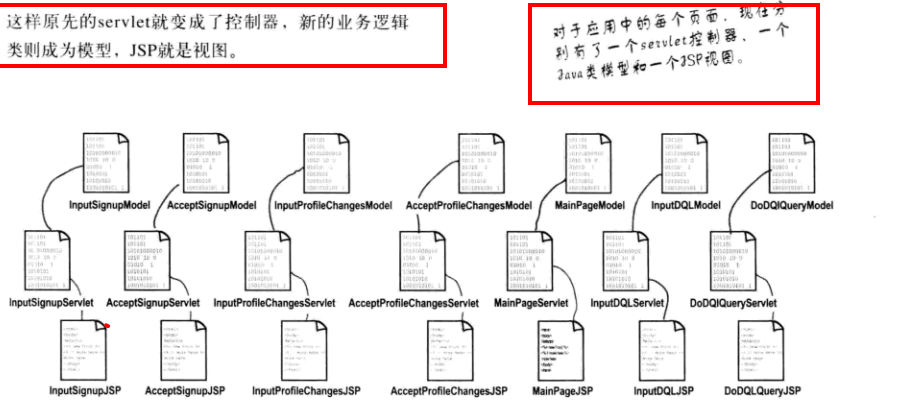 这样原先的servlet就变成了控制器，新的业务逻辑
类则成为模型，JSP就是视图。
对于应用中的每个页面，现在分
别有了一个servlet控制器、一个
Java类模型和一个JSP视图。
InputSignupModel AcceptSignupModel InputProfileChangesModel AcceptProfileChangesModel MainPageModel InputDQLModel DoDQlQueryModel
InputSignupServlet AcceptSignupServlet InputProfileChangesServlet AcceptProfileChangesServlet MainPageServlet InputDQLServlet DoDQlQueryServlet
InputSignupJSP AcceptSignupJSP InputProfileChangesJSP AcceptProfileChangesJSP MainPageJSP InputDQLJSP DoDQLQueryJSP